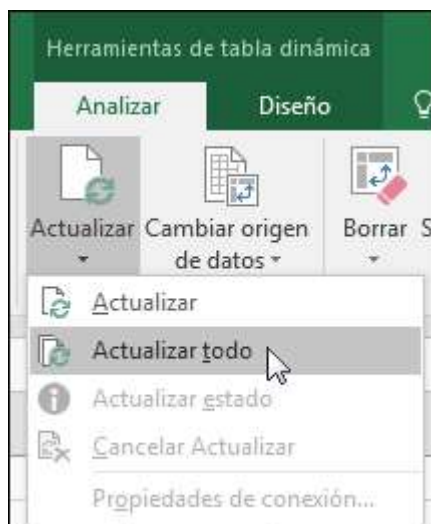 Herramientas de tabla dinámica
Analizar Diseño
Actualizar Cambiar origen de datos Borrar S
Actualizar
Actualizar todo
Actualizar estado
Cancelar Actualizar
Propiedades de conexión...